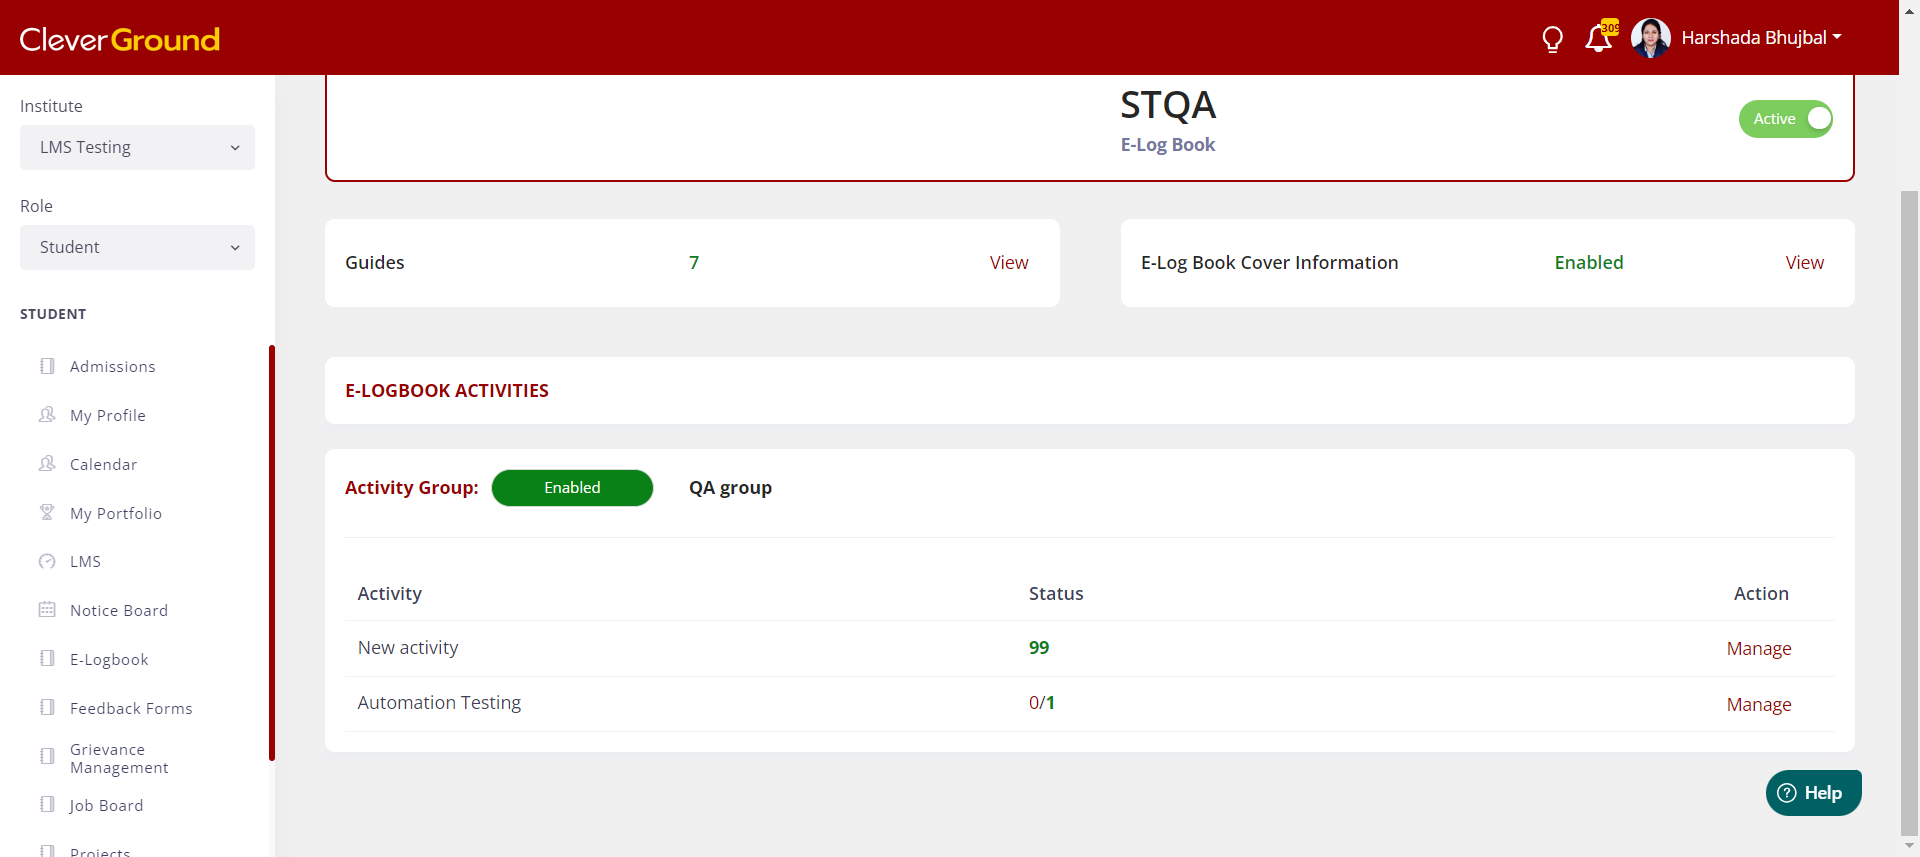 CleverGround
309
Harshada Bhujbal
Institute
LMS Testing
Role
Student
STUDENT
Admissions
My Profile
Calendar
My Portfolio
LMS
Notice Board
E-Logbook
Feedback Forms
Grievance
Management
Job Board
Projects
STQA
E-Log Book
Active
Guides 7 View
E-Log Book Cover Information Enabled View
E-LOGBOOK ACTIVITIES
Activity Group: Enabled QA group
Activity Status Action
New activity 99 Manage
Automation Testing 0/1 Manage
? Help